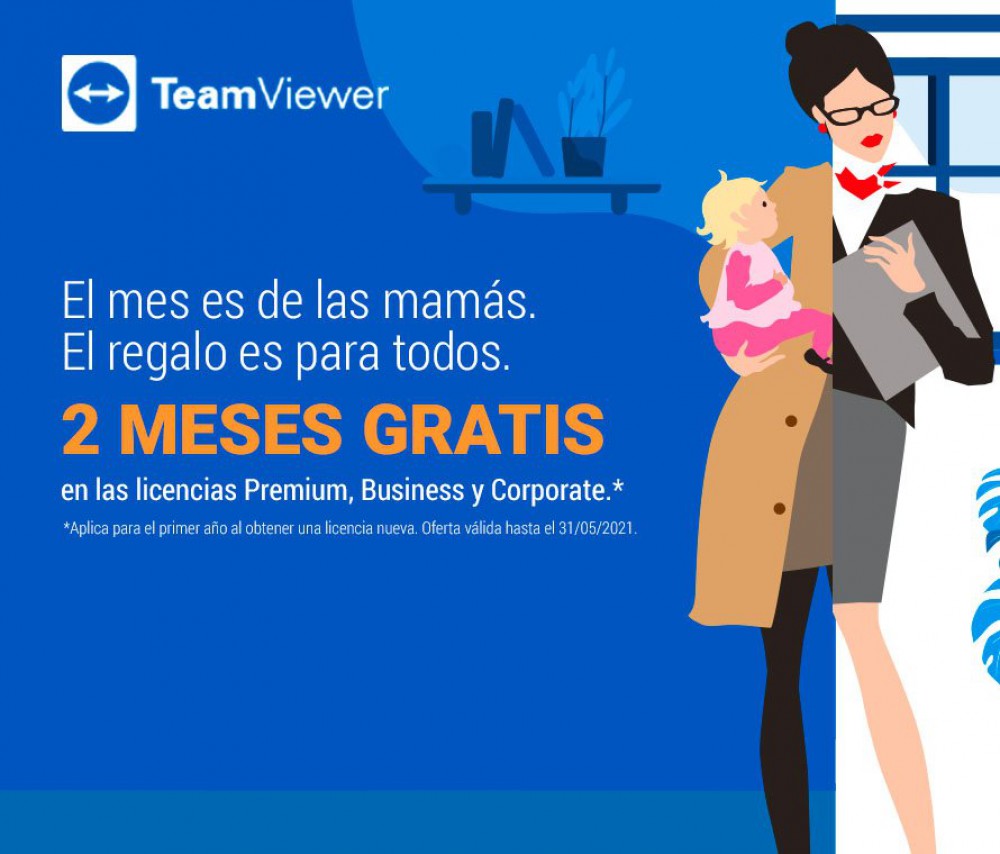 TeamViewer
El mes es de las mamás.
El regalo es para todos.
2 MESES GRATIS
en las licencias Premium, Business y Corporate.*
*Aplica para el primer año al obtener una licencia nueva. Oferta válida hasta el 31/05/2021.